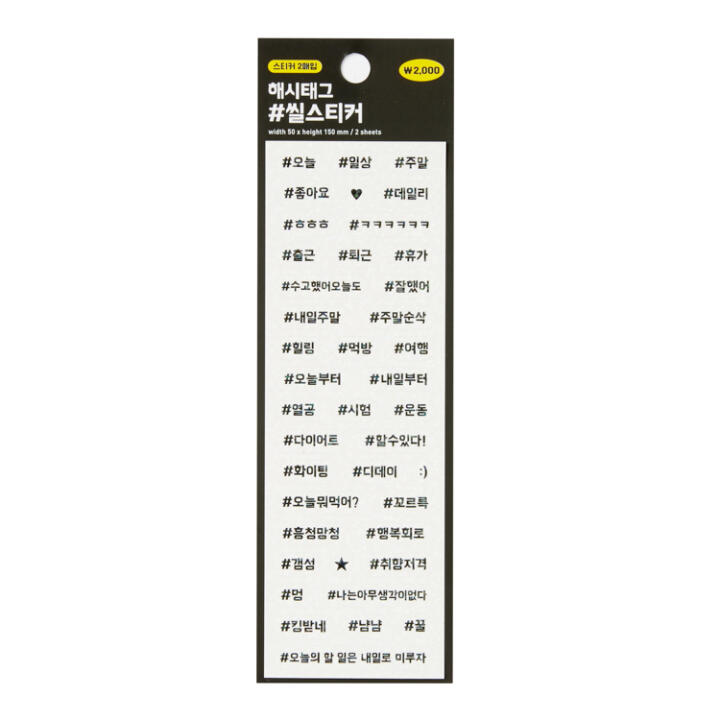 스티커 2매입
₩2,000
해시태그
#씰스티커
width 50 x height 150 mm / 2 sheets
#오늘 #일상 #주말
#좋아요 #데일리
#ㅎㅎㅎ #ㅋㅋㅋㅋㅋㅋ
#출근 #퇴근 #휴가
#수고했어오늘도 #잘했어
#내일주말 #주말순삭
#힐링 #먹방 #여행
#오늘부터 #내일부터
#열공 #시험 #운동
#다이어트 #할수있다!
#화이팅 #디데이 :)
#오늘뭐먹어? #꼬르륵
#흥청망청 #행복회로
#갬성 ★ #취향저격
#멍 #나는아무생각이없다
#킹받네 #냠냠 #꿀
#오늘의 할 일은 내일로 미루자